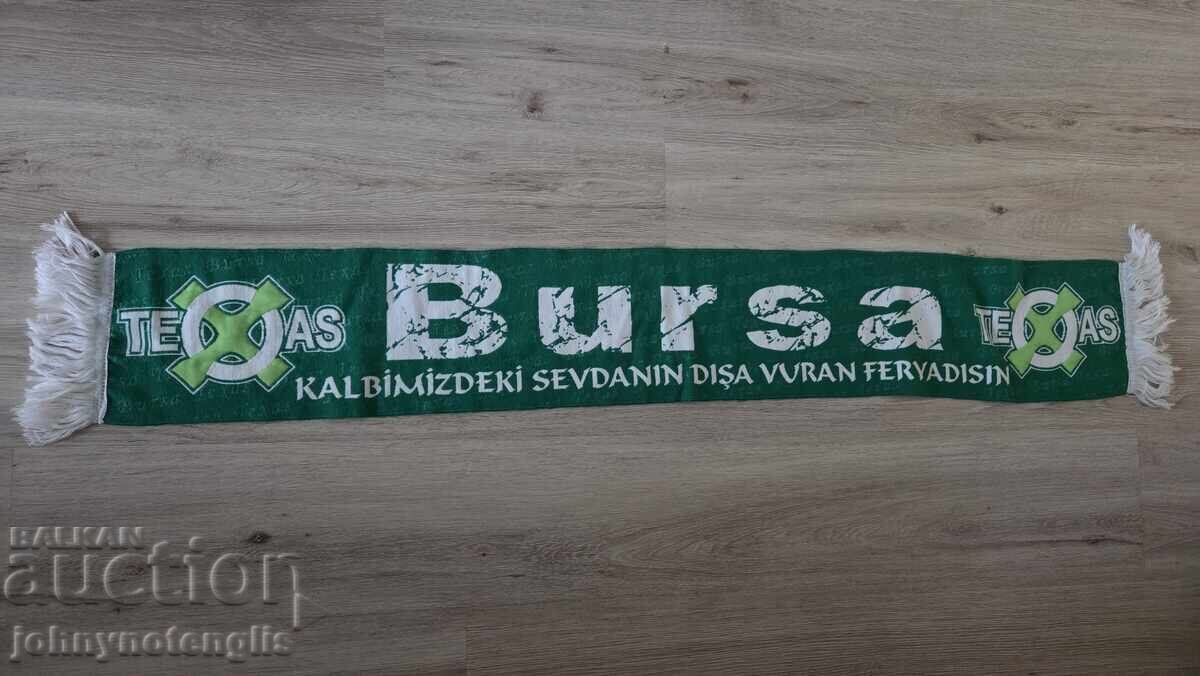 TEXAS
Bursa
TEXAS
KALBİMİZDEKİ SEVDANIN DIŞA VURAN FERYADISIN
BALKAN
auction
johnynotenglis